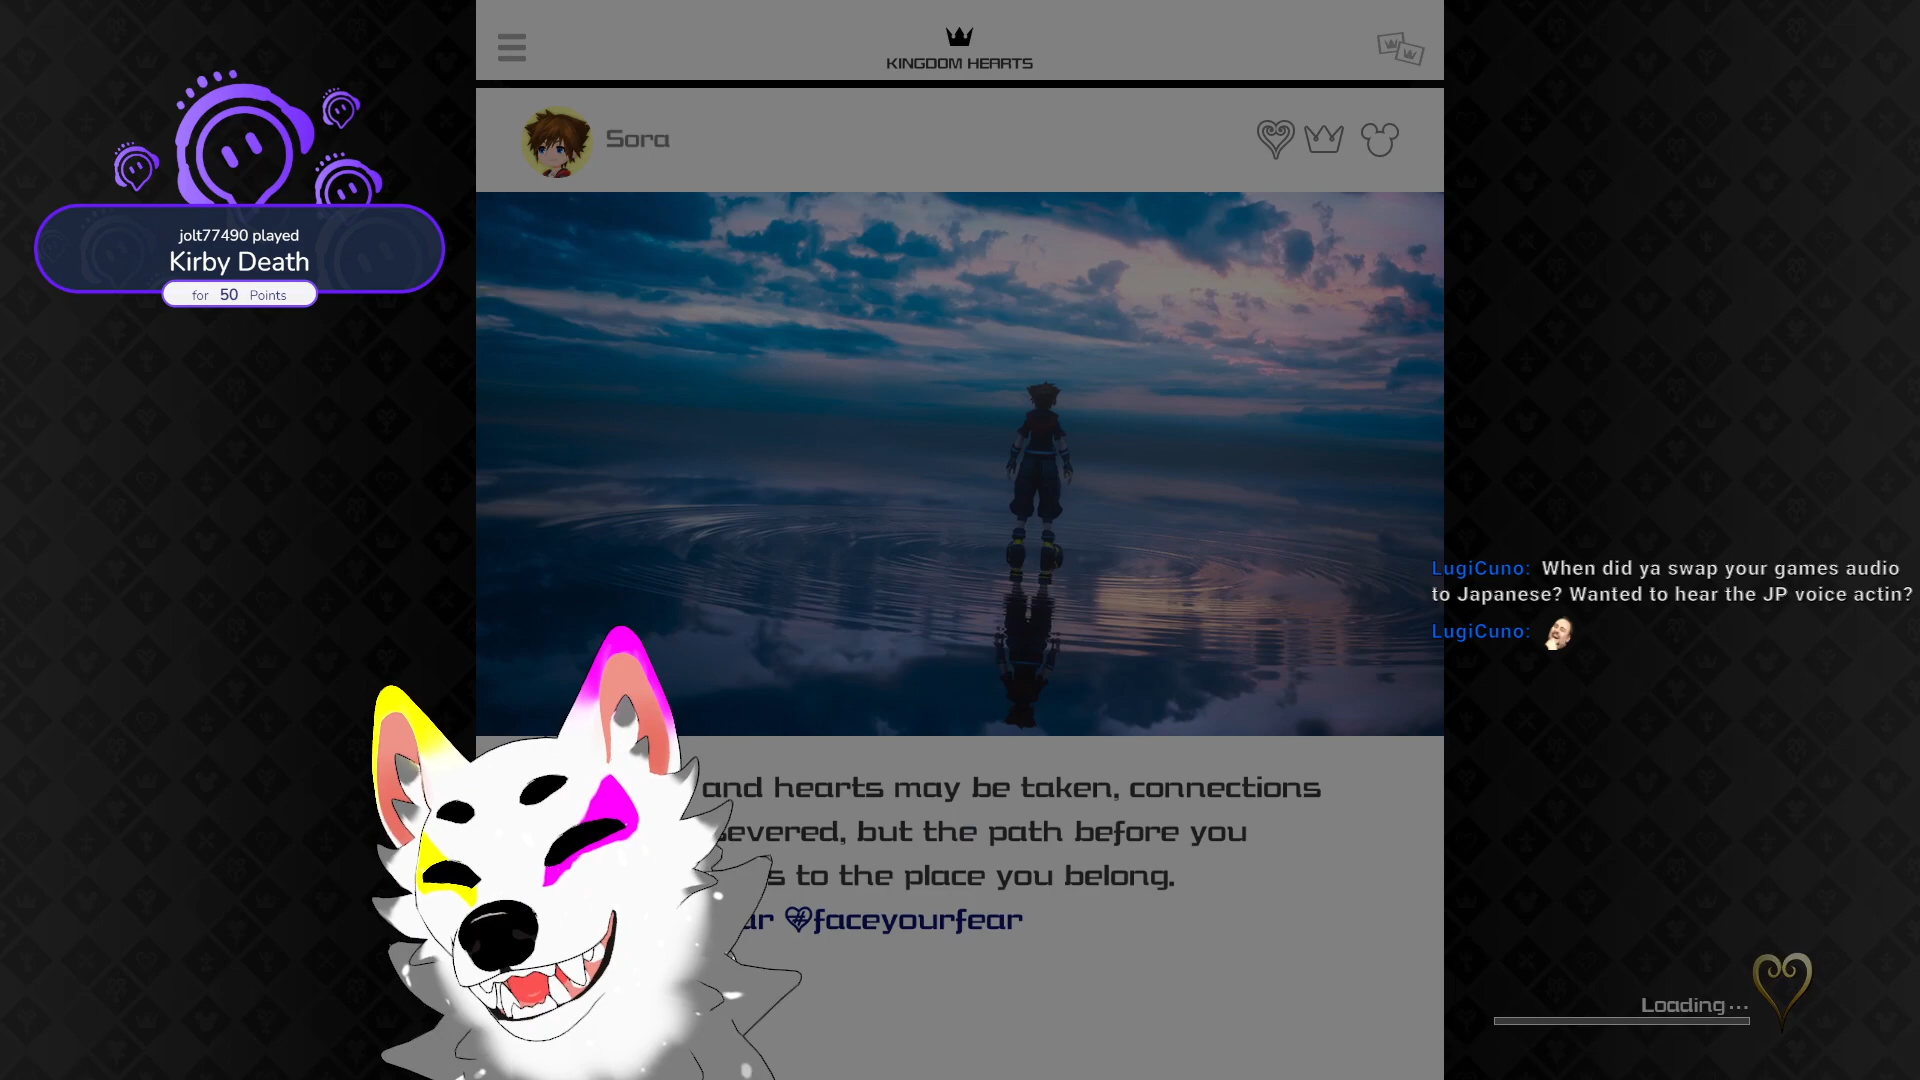 KINGDOM HEARTS
Sora
jolt77490 played
Kirby Death
for 50 Points
LugiCuno: When did ya swap your games audio
to Japanese? Wanted to hear the JP voice actin?
LugiCuno:
and hearts may be taken, connections
severed, but the path before you
to the place you belong.
#faceyourfear
Loading...